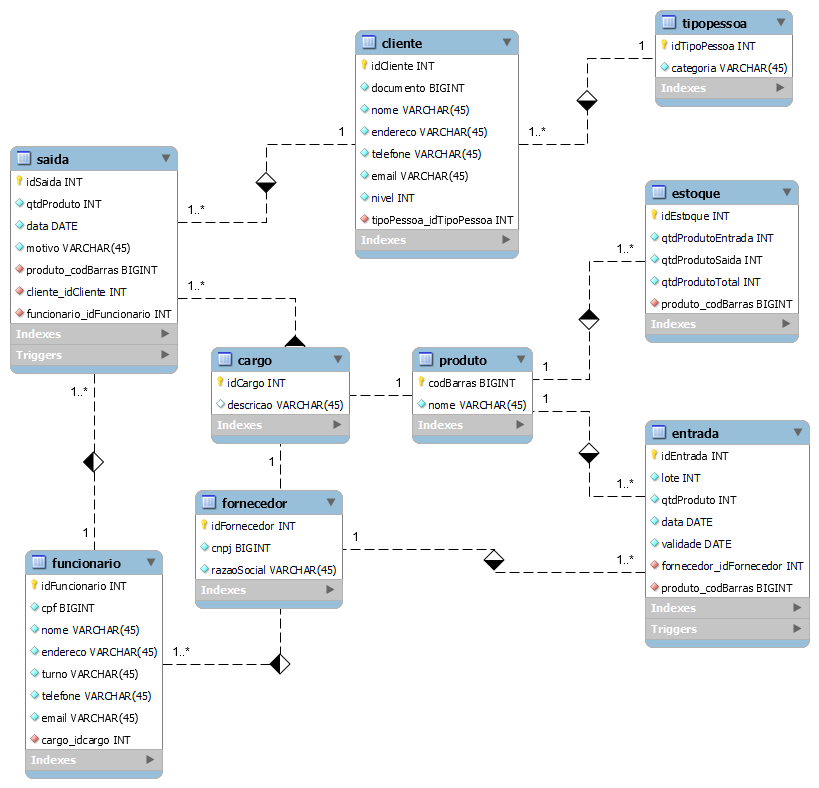 tipopessoa
idTipoPessoa INT
categoria VARCHAR(45)
Indexes
1
1..*
cliente
idCliente INT
documento BIGINT
nome VARCHAR(45)
endereco VARCHAR(45)
telefone VARCHAR(45)
email VARCHAR(45)
nivel INT
tipoPessoa_idTipoPessoa INT
Indexes
1
1..*
saida
idSaida INT
qtdProduto INT
data DATE
motivo VARCHAR(45)
produto_codBarras BIGINT
cliente_idCliente INT
funcionario_idFuncionario INT
Indexes
Triggers
1..*
1..*
1
estoque
idEstoque INT
qtdProdutoEntrada INT
qtdProdutoSaida INT
qtdProdutoTotal INT
produto_codBarras BIGINT
Indexes
1..*
cargo
idCargo INT
descricao VARCHAR(45)
Indexes
1
1
produto
codBarras BIGINT
nome VARCHAR(45)
Indexes
1
1
entrada
idEntrada INT
lote INT
qtdProduto INT
data DATE
validade DATE
fornecedor_idFornecedor INT
produto_codBarras BIGINT
Indexes
Triggers
1..*
1..*
fornecedor
idFornecedor INT
cnpj BIGINT
razaoSocial VARCHAR(45)
Indexes
1
funcionario
idFuncionario INT
cpf BIGINT
nome VARCHAR(45)
endereco VARCHAR(45)
turno VARCHAR(45)
telefone VARCHAR(45)
email VARCHAR(45)
cargo_idcargo INT
Indexes
1..*